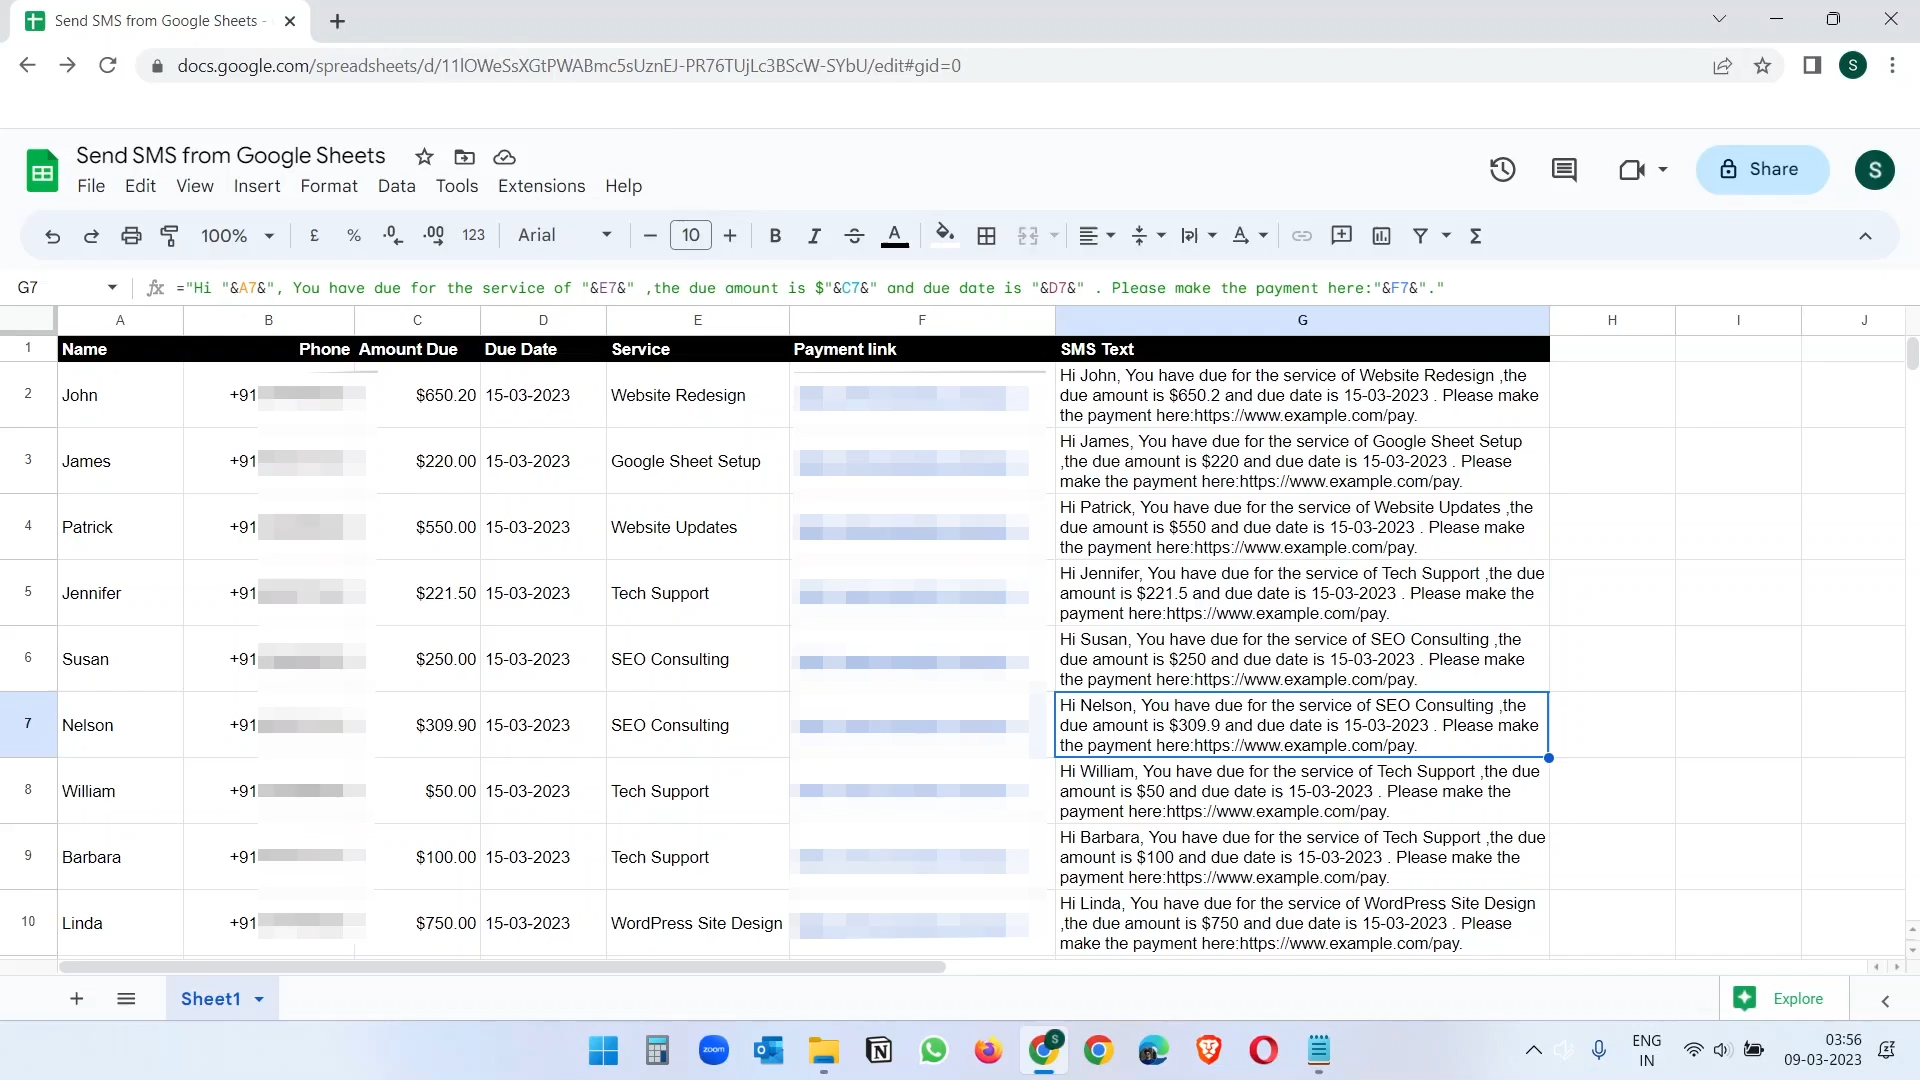 Send SMS from Google Sheets -
docs.google.com/spreadsheets/d/11lOWeSsXGtPWABmc5sUznEJ-PR76TUjLc3BScW-SYbU/edit#gid=0
S
Send SMS from Google Sheets
File Edit View Insert Format Data Tools Extensions Help
Share
S
100% £ % .0 .00 123 Arial 10 B I A Σ
G7 fx ="Hi "&A7&", You have due for the service of "&E7&" ,the due amount is $"&C7&" and due date is "&D7&" . Please make the payment here:"&F7&"."
A B C D E F G H I J
1 Name Phone Amount Due Due Date Service Payment link SMS Text
2 John +91 $650.20 15-03-2023 Website Redesign
Hi John, You have due for the service of Website Redesign ,the
due amount is $650.2 and due date is 15-03-2023 . Please make
the payment here:https://www.example.com/pay.
3 James +91 $220.00 15-03-2023 Google Sheet Setup
Hi James, You have due for the service of Google Sheet Setup
,the due amount is $220 and due date is 15-03-2023 . Please
make the payment here:https://www.example.com/pay.
4 Patrick +91 $550.00 15-03-2023 Website Updates
Hi Patrick, You have due for the service of Website Updates ,the
due amount is $550 and due date is 15-03-2023 . Please make
the payment here:https://www.example.com/pay.
5 Jennifer +91 $221.50 15-03-2023 Tech Support
Hi Jennifer, You have due for the service of Tech Support ,the due
amount is $221.5 and due date is 15-03-2023 . Please make the
payment here:https://www.example.com/pay.
6 Susan +91 $250.00 15-03-2023 SEO Consulting
Hi Susan, You have due for the service of SEO Consulting ,the
due amount is $250 and due date is 15-03-2023 . Please make
the payment here:https://www.example.com/pay.
7 Nelson +91 $309.90 15-03-2023 SEO Consulting
Hi Nelson, You have due for the service of SEO Consulting ,the
due amount is $309.9 and due date is 15-03-2023 . Please make
the payment here:https://www.example.com/pay.
8 William +91 $50.00 15-03-2023 Tech Support
Hi William, You have due for the service of Tech Support ,the due
amount is $50 and due date is 15-03-2023 . Please make the
payment here:https://www.example.com/pay.
9 Barbara +91 $100.00 15-03-2023 Tech Support
Hi Barbara, You have due for the service of Tech Support ,the due
amount is $100 and due date is 15-03-2023 . Please make the
payment here:https://www.example.com/pay.
10 Linda +91 $750.00 15-03-2023 WordPress Site Design
Hi Linda, You have due for the service of WordPress Site Design
,the due amount is $750 and due date is 15-03-2023 . Please
make the payment here:https://www.example.com/pay.
Sheet1
Explore
zoom
S
ENG
IN
03:56
09-03-2023